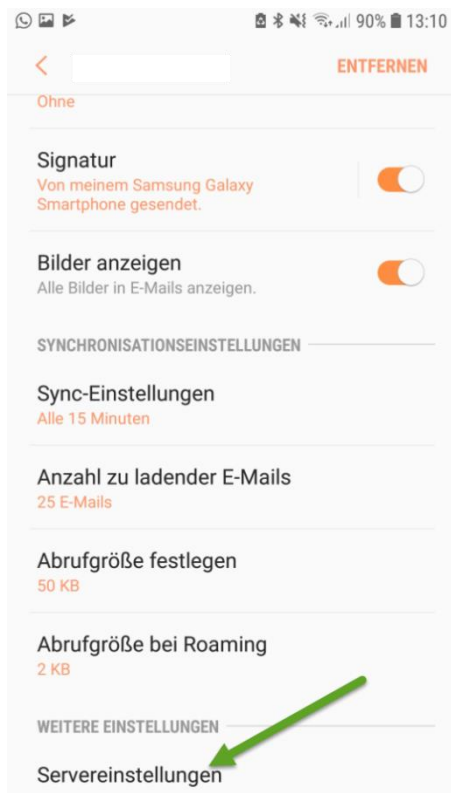 90% 13:10
ENTFERNEN
Ohne
Signatur
Von meinem Samsung Galaxy
Smartphone gesendet.
Bilder anzeigen
Alle Bilder in E-Mails anzeigen.
SYNCHRONISATIONSEINSTELLUNGEN
Sync-Einstellungen
Alle 15 Minuten
Anzahl zu ladender E-Mails
25 E-Mails
Abrufgröße festlegen
50 KB
Abrufgröße bei Roaming
2 KB
WEITERE EINSTELLUNGEN
Servereinstellungen